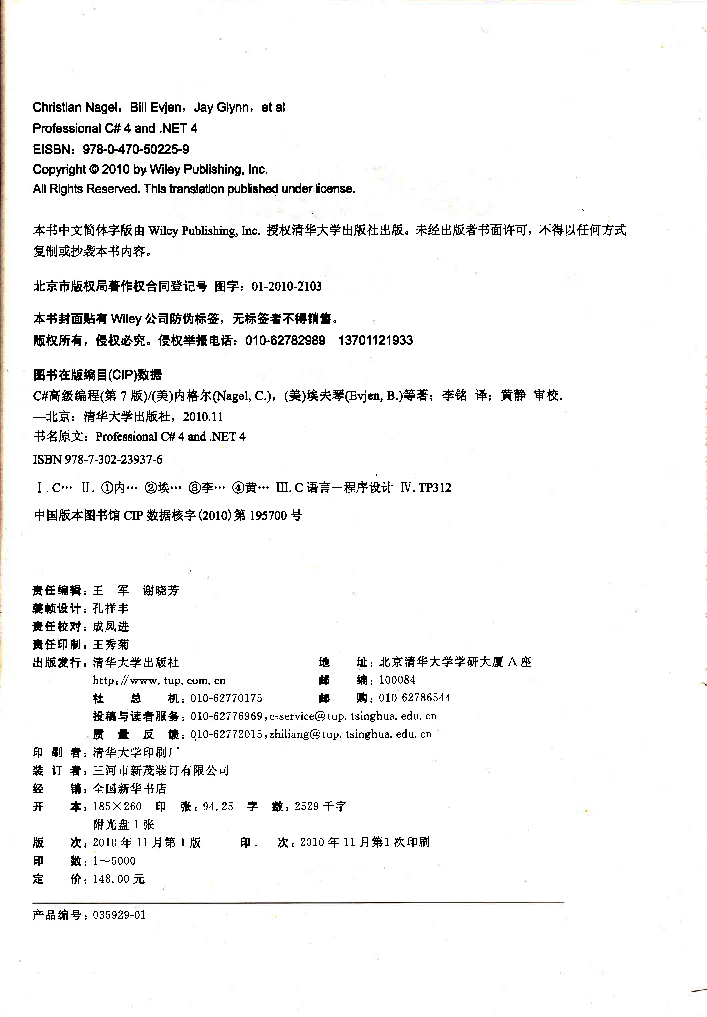 Christian Nagel，Bill Evjen，Jay Glynn，et al
Professional C# 4 and .NET 4
EISBN：978-0-470-50225-9
Copyright © 2010 by Wiley Publishing, Inc.
All Rights Reserved. This translation published under license.
本书中文简体字版由 Wiley Publishing, Inc. 授权清华大学出版社出版。未经出版者书面许可，不得以任何方式
复制或抄袭本书内容。
北京市版权局著作权合同登记号 图字：01-2010-2103
本书封面贴有 Wiley 公司防伪标签，无标签者不得销售。
版权所有，侵权必究。侵权举报电话：010-62782989 13701121933
图书在版编目(CIP)数据
C#高级编程(第 7 版)/(美)内格尔(Nagel, C.)，(美)埃夫琴(Evjen, B.)等著；李铭 译；黄静 审校.
—北京：清华大学出版社，2010.11
书名原文：Professional C# 4 and .NET 4
ISBN 978-7-302-23937-6
Ⅰ. C… Ⅱ. ①内… ②埃… ③李… ④黄… Ⅲ. C 语言－程序设计 Ⅳ. TP312
中国版本图书馆 CIP 数据核字(2010)第 195700 号
责任编辑：王 军 谢晓芳
装帧设计：孔祥丰
责任校对：成凤进
责任印制：王秀菊
出版发行：清华大学出版社 地 址：北京清华大学学研大厦 A 座
http://www.tup.com.cn 邮 编：100084
社 总 机：010-62770175 邮 购：010-62786544
投稿与读者服务：010-62776969,c-service@tup.tsinghua.edu.cn
质 量 反 馈：010-62772015,zhiliang@tup.tsinghua.edu.cn
印 刷 者：清华大学印刷厂
装 订 者：三河市新茂装订有限公司
经 销：全国新华书店
开 本：185×260 印 张：94.25 字 数：2529 千字
附光盘 1 张
版 次：2010 年 11 月第 1 版 印 次：2010 年 11 月第 1 次印刷
印 数：1～5000
定 价：148.00 元
产品编号：035929-01